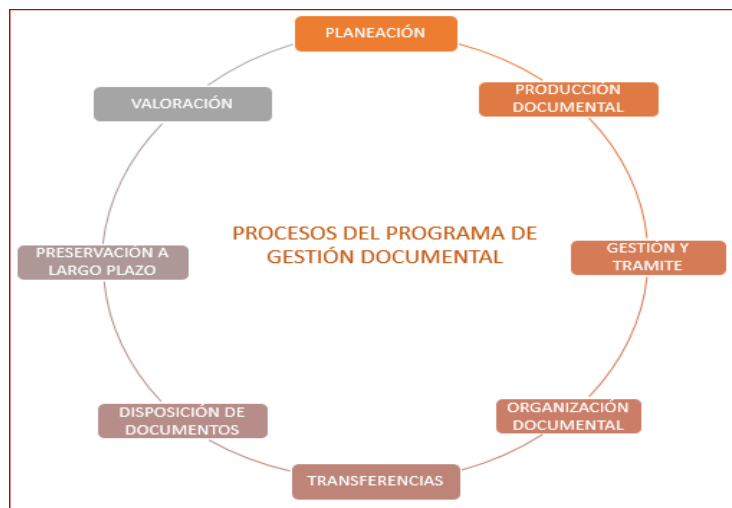 PLANEACIÓN
PRODUCCIÓN
DOCUMENTAL
GESTIÓN Y
TRAMITE
ORGANIZACIÓN
DOCUMENTAL
TRANSFERENCIAS
DISPOSICIÓN DE
DOCUMENTOS
PRESERVACIÓN A
LARGO PLAZO
VALORACIÓN
PROCESOS DEL PROGRAMA DE
GESTIÓN DOCUMENTAL